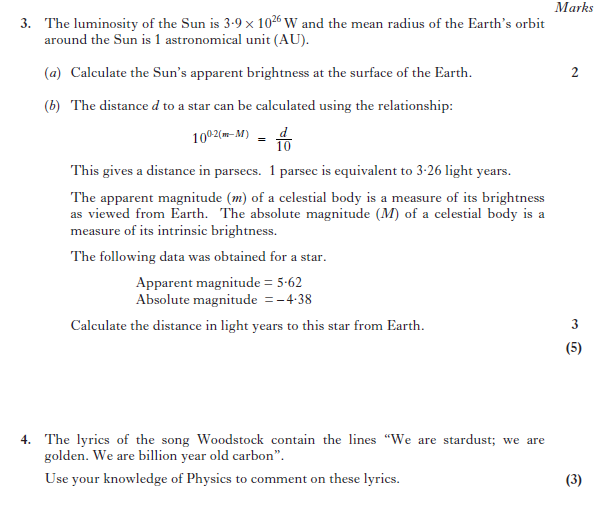 Marks
3. The luminosity of the Sun is 3·9 × 10²⁶ W and the mean radius of the Earth's orbit
around the Sun is 1 astronomical unit (AU).
(a) Calculate the Sun's apparent brightness at the surface of the Earth. 2
(b) The distance d to a star can be calculated using the relationship:
10^0·2(m–M) = d/10
This gives a distance in parsecs. 1 parsec is equivalent to 3·26 light years.
The apparent magnitude (m) of a celestial body is a measure of its brightness
as viewed from Earth. The absolute magnitude (M) of a celestial body is a
measure of its intrinsic brightness.
The following data was obtained for a star.
Apparent magnitude = 5·62
Absolute magnitude = – 4·38
Calculate the distance in light years to this star from Earth. 3
(5)
4. The lyrics of the song Woodstock contain the lines “We are stardust; we are
golden. We are billion year old carbon”.
Use your knowledge of Physics to comment on these lyrics. (3)